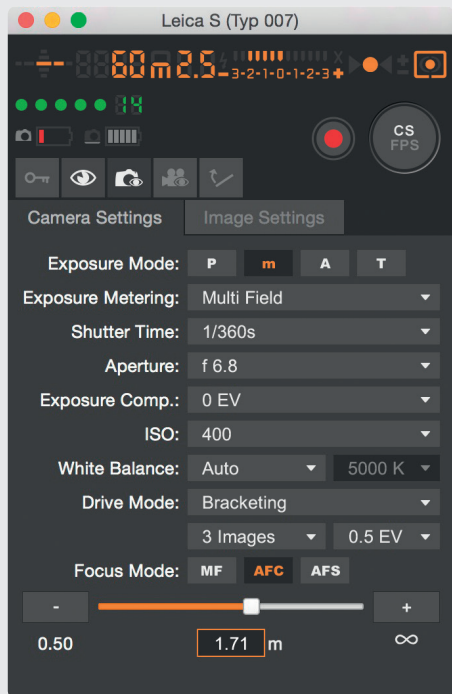 Leica S (Typ 007)
60 m 2.5
-3-2-1-0-1-2-3+ X ±
14
CS
FPS
Camera Settings Image Settings
Exposure Mode: P m A T
Exposure Metering: Multi Field
Shutter Time: 1/360s
Aperture: f 6.8
Exposure Comp.: 0 EV
ISO: 400
White Balance: Auto 5000 K
Drive Mode: Bracketing
3 Images 0.5 EV
Focus Mode: MF AFC AFS
- +
0.50 1.71 m ∞